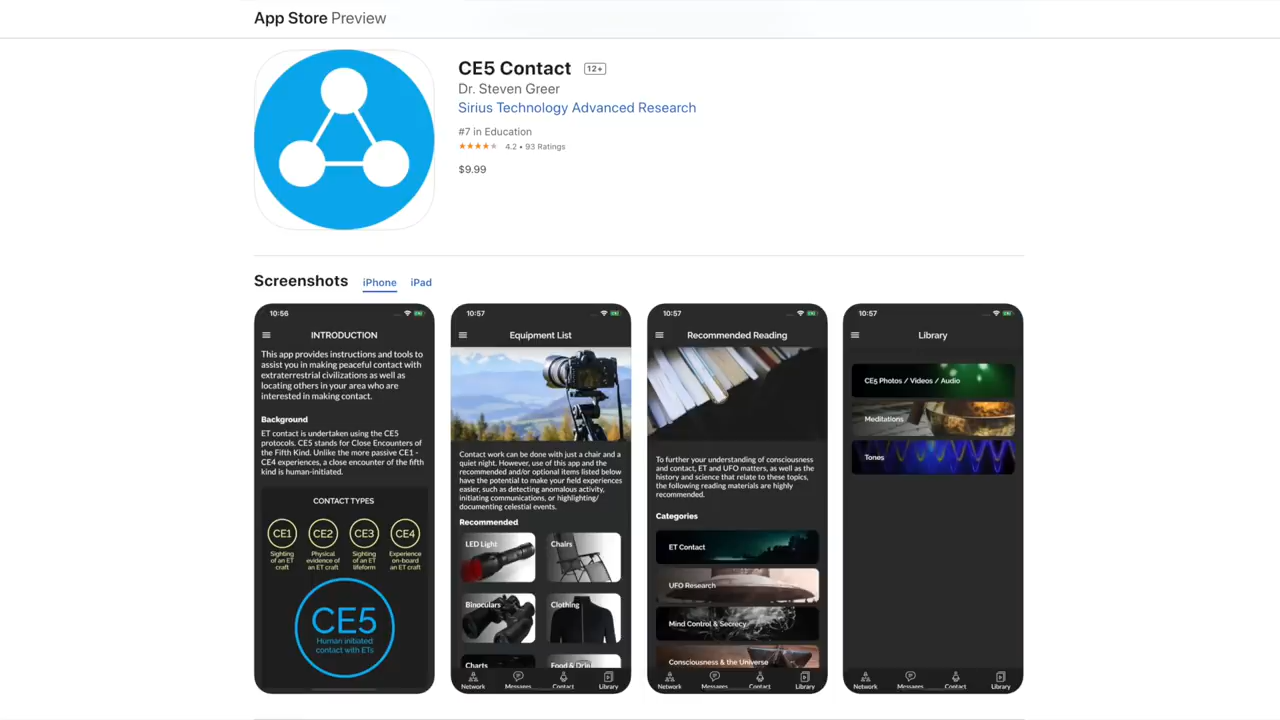 App Store Preview
CE5 Contact 12+
Dr. Steven Greer
Sirius Technology Advanced Research
#7 in Education
4.2 • 93 Ratings
$9.99
Screenshots iPhone iPad
10:56
INTRODUCTION
This app provides instructions and tools to
assist you in making peaceful contact with
extraterrestrial civilizations as well as
locating others in your area who are
interested in making contact.
Background
ET contact is undertaken using the CE5
protocols. CE5 stands for Close Encounters of
the Fifth Kind. Unlike the more passive CE1 -
CE4 experiences, a close encounter of the fifth
kind is human-initiated.
CONTACT TYPES
CE1 CE2 CE3 CE4
Sighting Physical Sighting Experience
of an ET evidence of of an ET on-board
craft an ET craft lifeform an ET craft
CE5
Human initiated
contact with ETs
10:57
Equipment List
Contact work can be done with just a chair and a
quiet night. However, use of this app and the
recommended and/or optional items listed below
have the potential to make your field experiences
easier, such as detecting anomalous activity,
initiating communications, or highlighting/
documenting celestial events.
Recommended
LED Light Chairs
Binoculars Clothing
Charts Food & Drink
Network Messages Contact Library
10:57
Recommended Reading
To further your understanding of consciousness
and contact, ET and UFO matters, as well as the
history and science that relate to these topics,
the following reading materials are highly
recommended.
Categories
ET Contact
UFO Research
Mind Control & Secrecy
Consciousness & the Universe
Network Messages Contact Library
10:57
Library
CE5 Photos / Videos / Audio
Meditations
Tones
Network Messages Contact Library